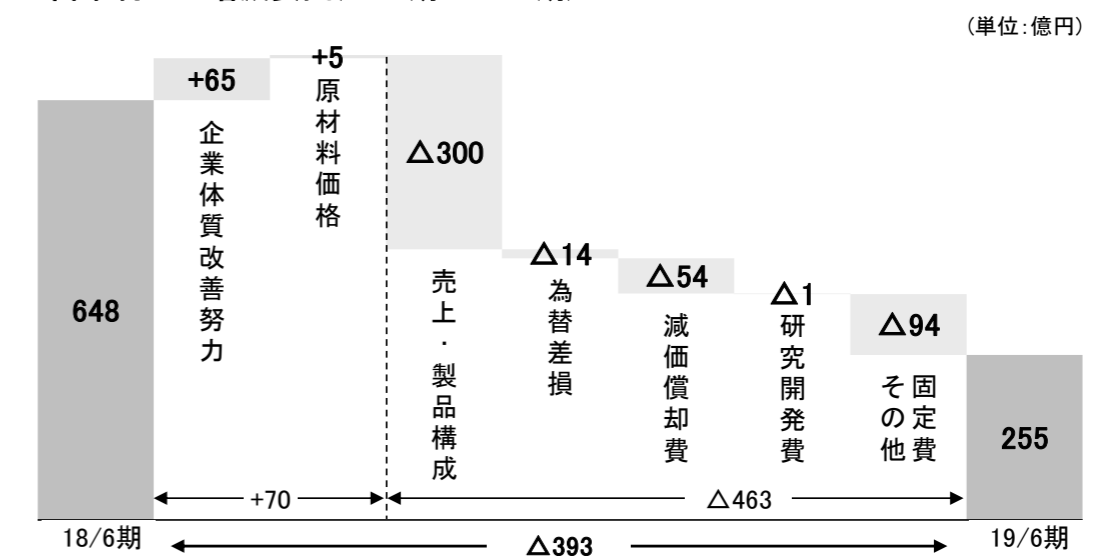 (単位:億円)
+65
+5
△300
△14
△54
△1
△94
648
255
企業体質改善努力
原材料価格
売上・製品構成
為替差損
減価償却費
研究開発費
固定費
その他
+70
△463
18/6期
△393
19/6期